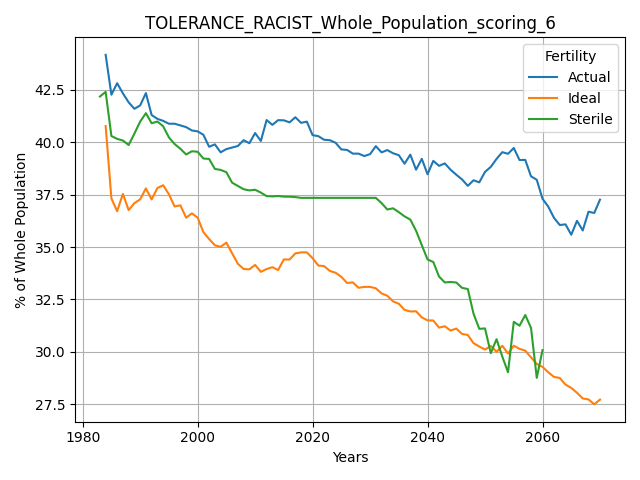 TOLERANCE_RACIST_Whole_Population_scoring_6
Fertility
Actual
Ideal
Sterile
% of Whole Population
42.5
40.0
37.5
35.0
32.5
30.0
27.5
1980
2000
2020
2040
2060
Years